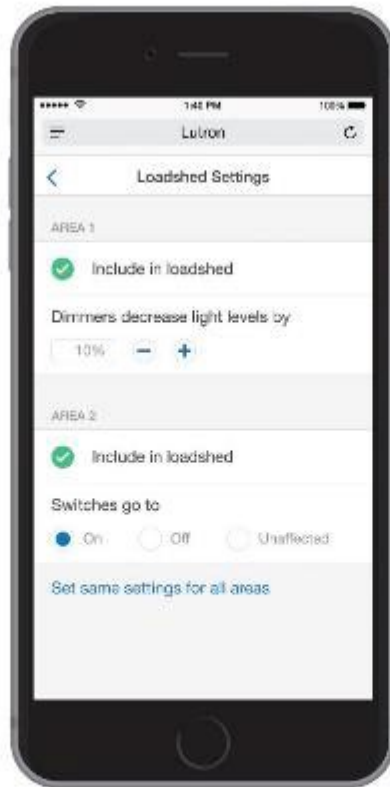 1:40 PM 100%
Lutron
Loadshed Settings
AREA 1
Include in loadshed
Dimmers decrease light levels by
10% − +
AREA 2
Include in loadshed
Switches go to
On Off Unaffected
Set same settings for all areas